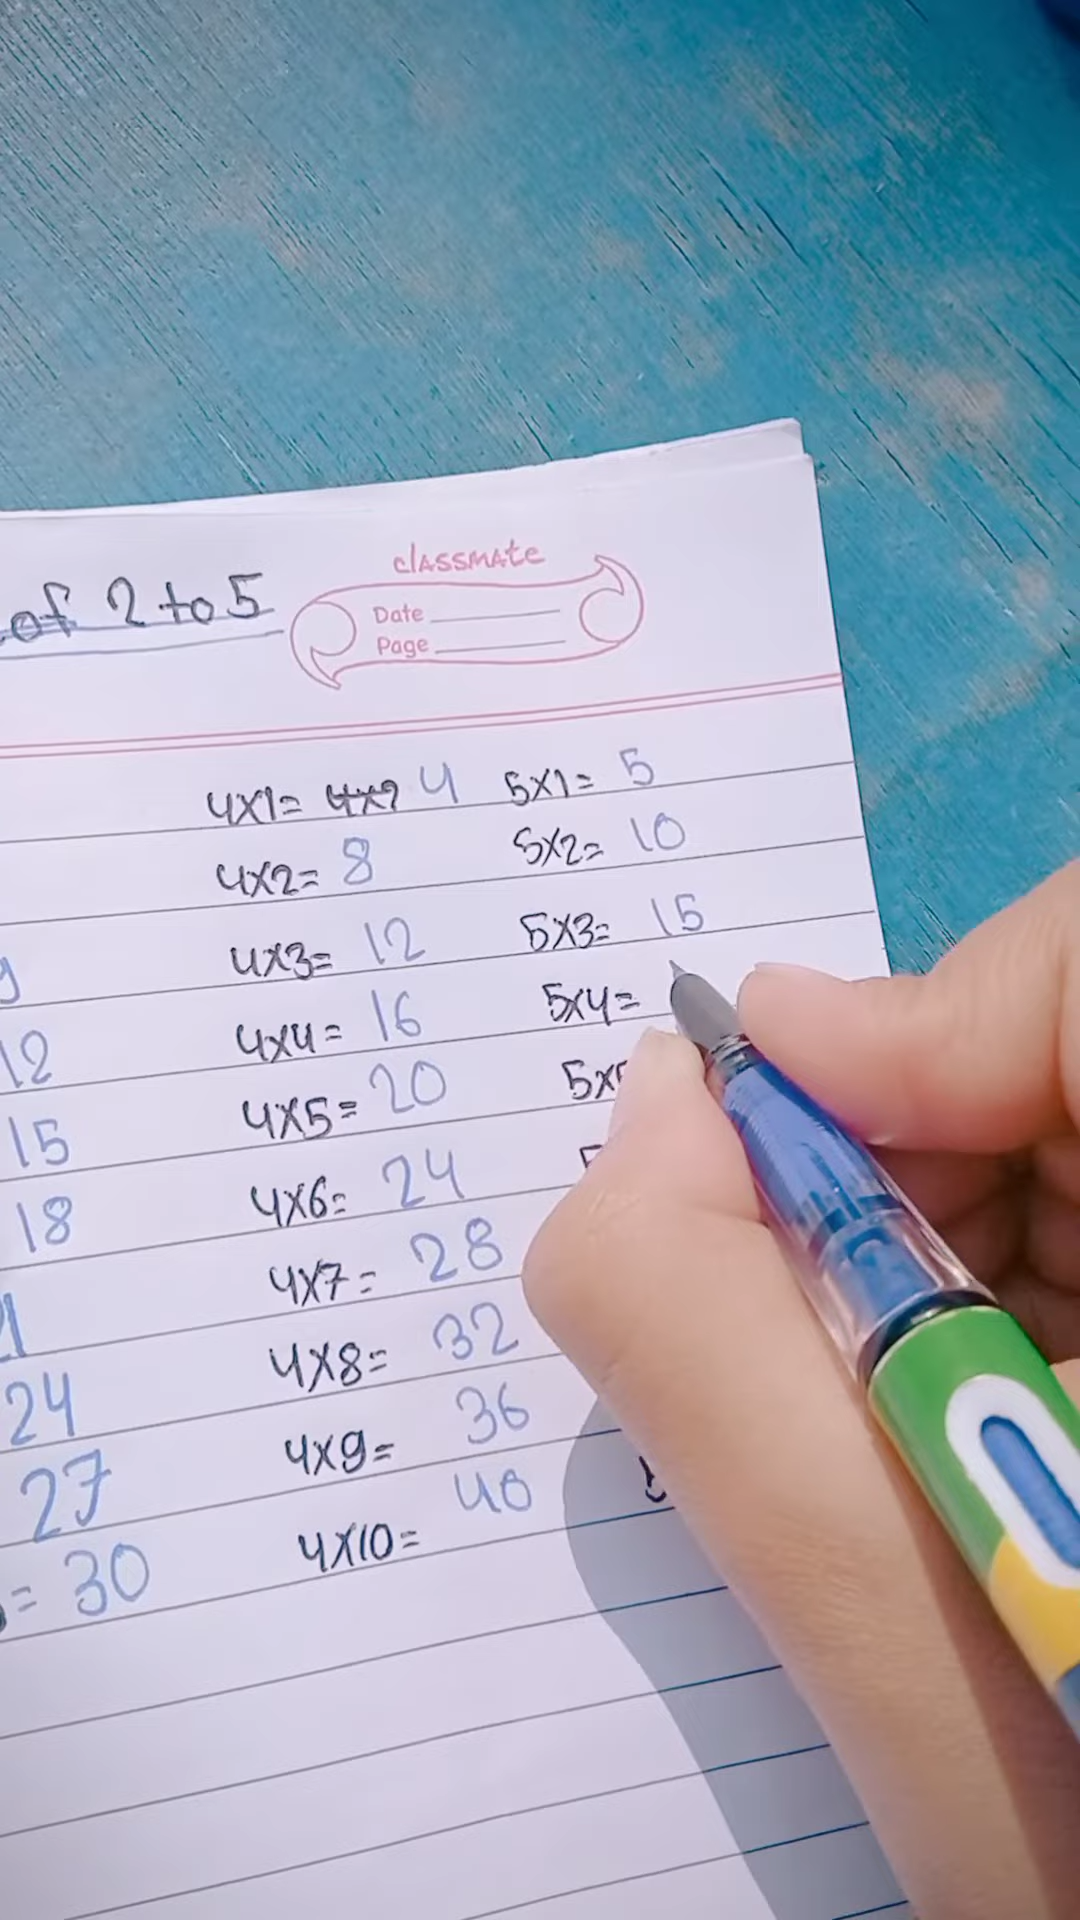 of 2 to 5
classmate
Date
Page
4x1= 4 5x1= 5
4x2= 8 5x2= 10
4x3= 12 5x3= 15
12 4x4= 16 5x4=
15 4x5= 20 5x
18 4x6= 24
4x7= 28
24 4x8= 32
27 4x9= 36
= 30 4x10= 40